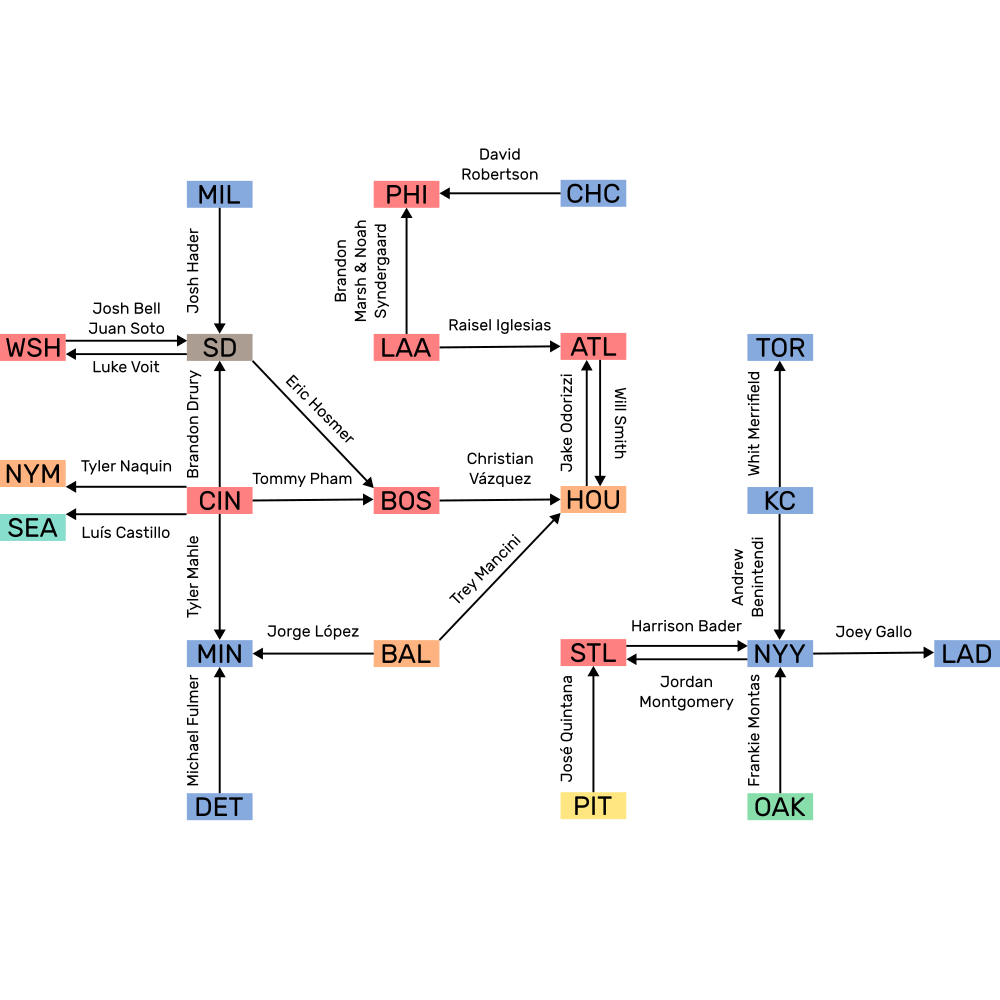 David
Robertson
MIL
PHI
CHC
Josh Hader
Brandon
Marsh & Noah
Syndergaard
Josh Bell
Juan Soto
Raisel Iglesias
WSH
SD
LAA
ATL
TOR
Luke Voit
Eric Hosmer
Brandon Drury
Jake Odorizzi
Will Smith
Whit Merrifield
Tyler Naquin
Christian
Vázquez
NYM
Tommy Pham
CIN
BOS
HOU
KC
SEA
Luís Castillo
Tyler Mahle
Trey Mancini
Andrew
Benintendi
Jorge López
Harrison Bader
Joey Gallo
MIN
BAL
STL
NYY
LAD
Jordan
Montgomery
Michael Fulmer
José Quintana
Frankie Montas
DET
PIT
OAK